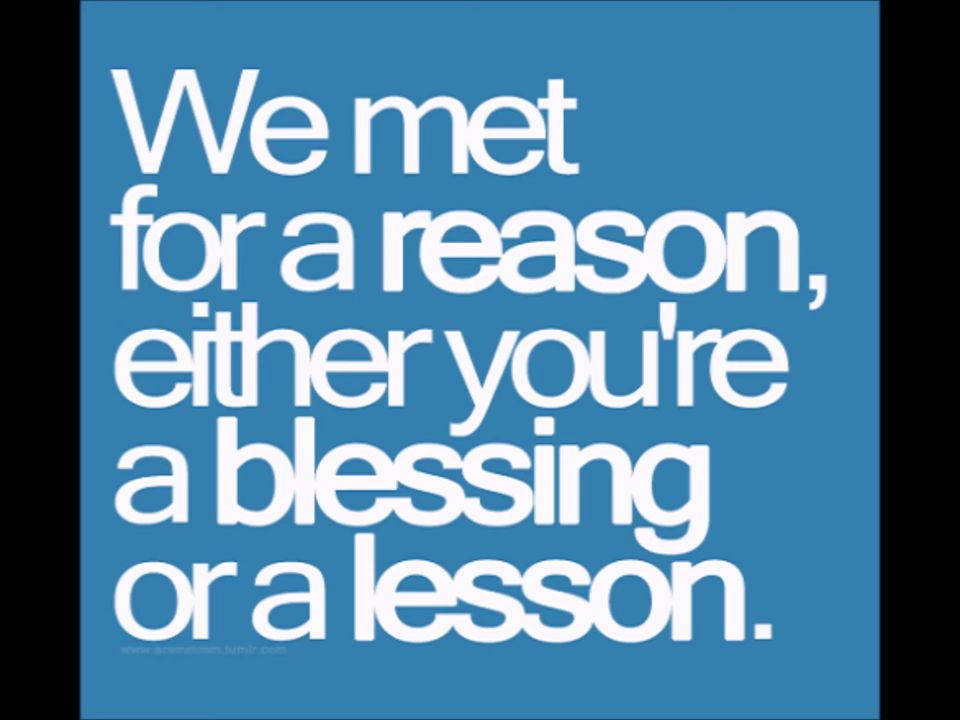 We met
for a reason,
either you're
a blessing
or a lesson.